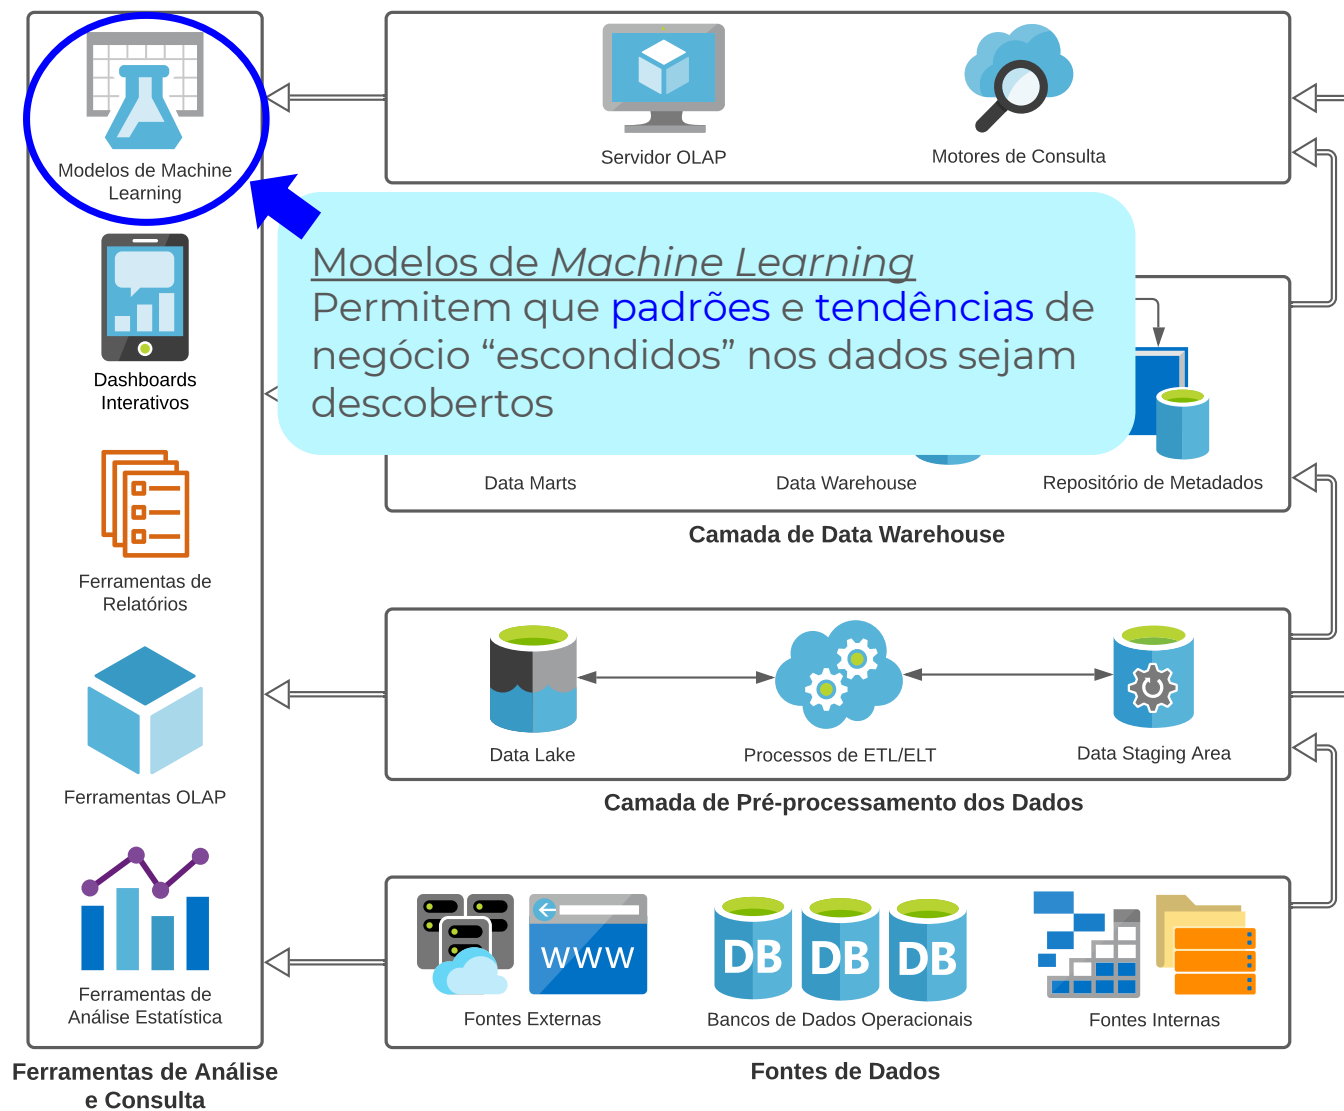 Modelos de Machine
Learning
Dashboards
Interativos
Ferramentas de
Relatórios
Ferramentas OLAP
Ferramentas de
Análise Estatística
Ferramentas de Análise
e Consulta
Servidor OLAP
Motores de Consulta
Modelos de Machine Learning
Permitem que padrões e tendências de
negócio “escondidos” nos dados sejam
descobertos
Data Marts
Data Warehouse
Repositório de Metadados
Camada de Data Warehouse
Data Lake
Processos de ETL/ELT
Data Staging Area
Camada de Pré-processamento dos Dados
WWW
DB
DB
DB
Fontes Externas
Bancos de Dados Operacionais
Fontes Internas
Fontes de Dados